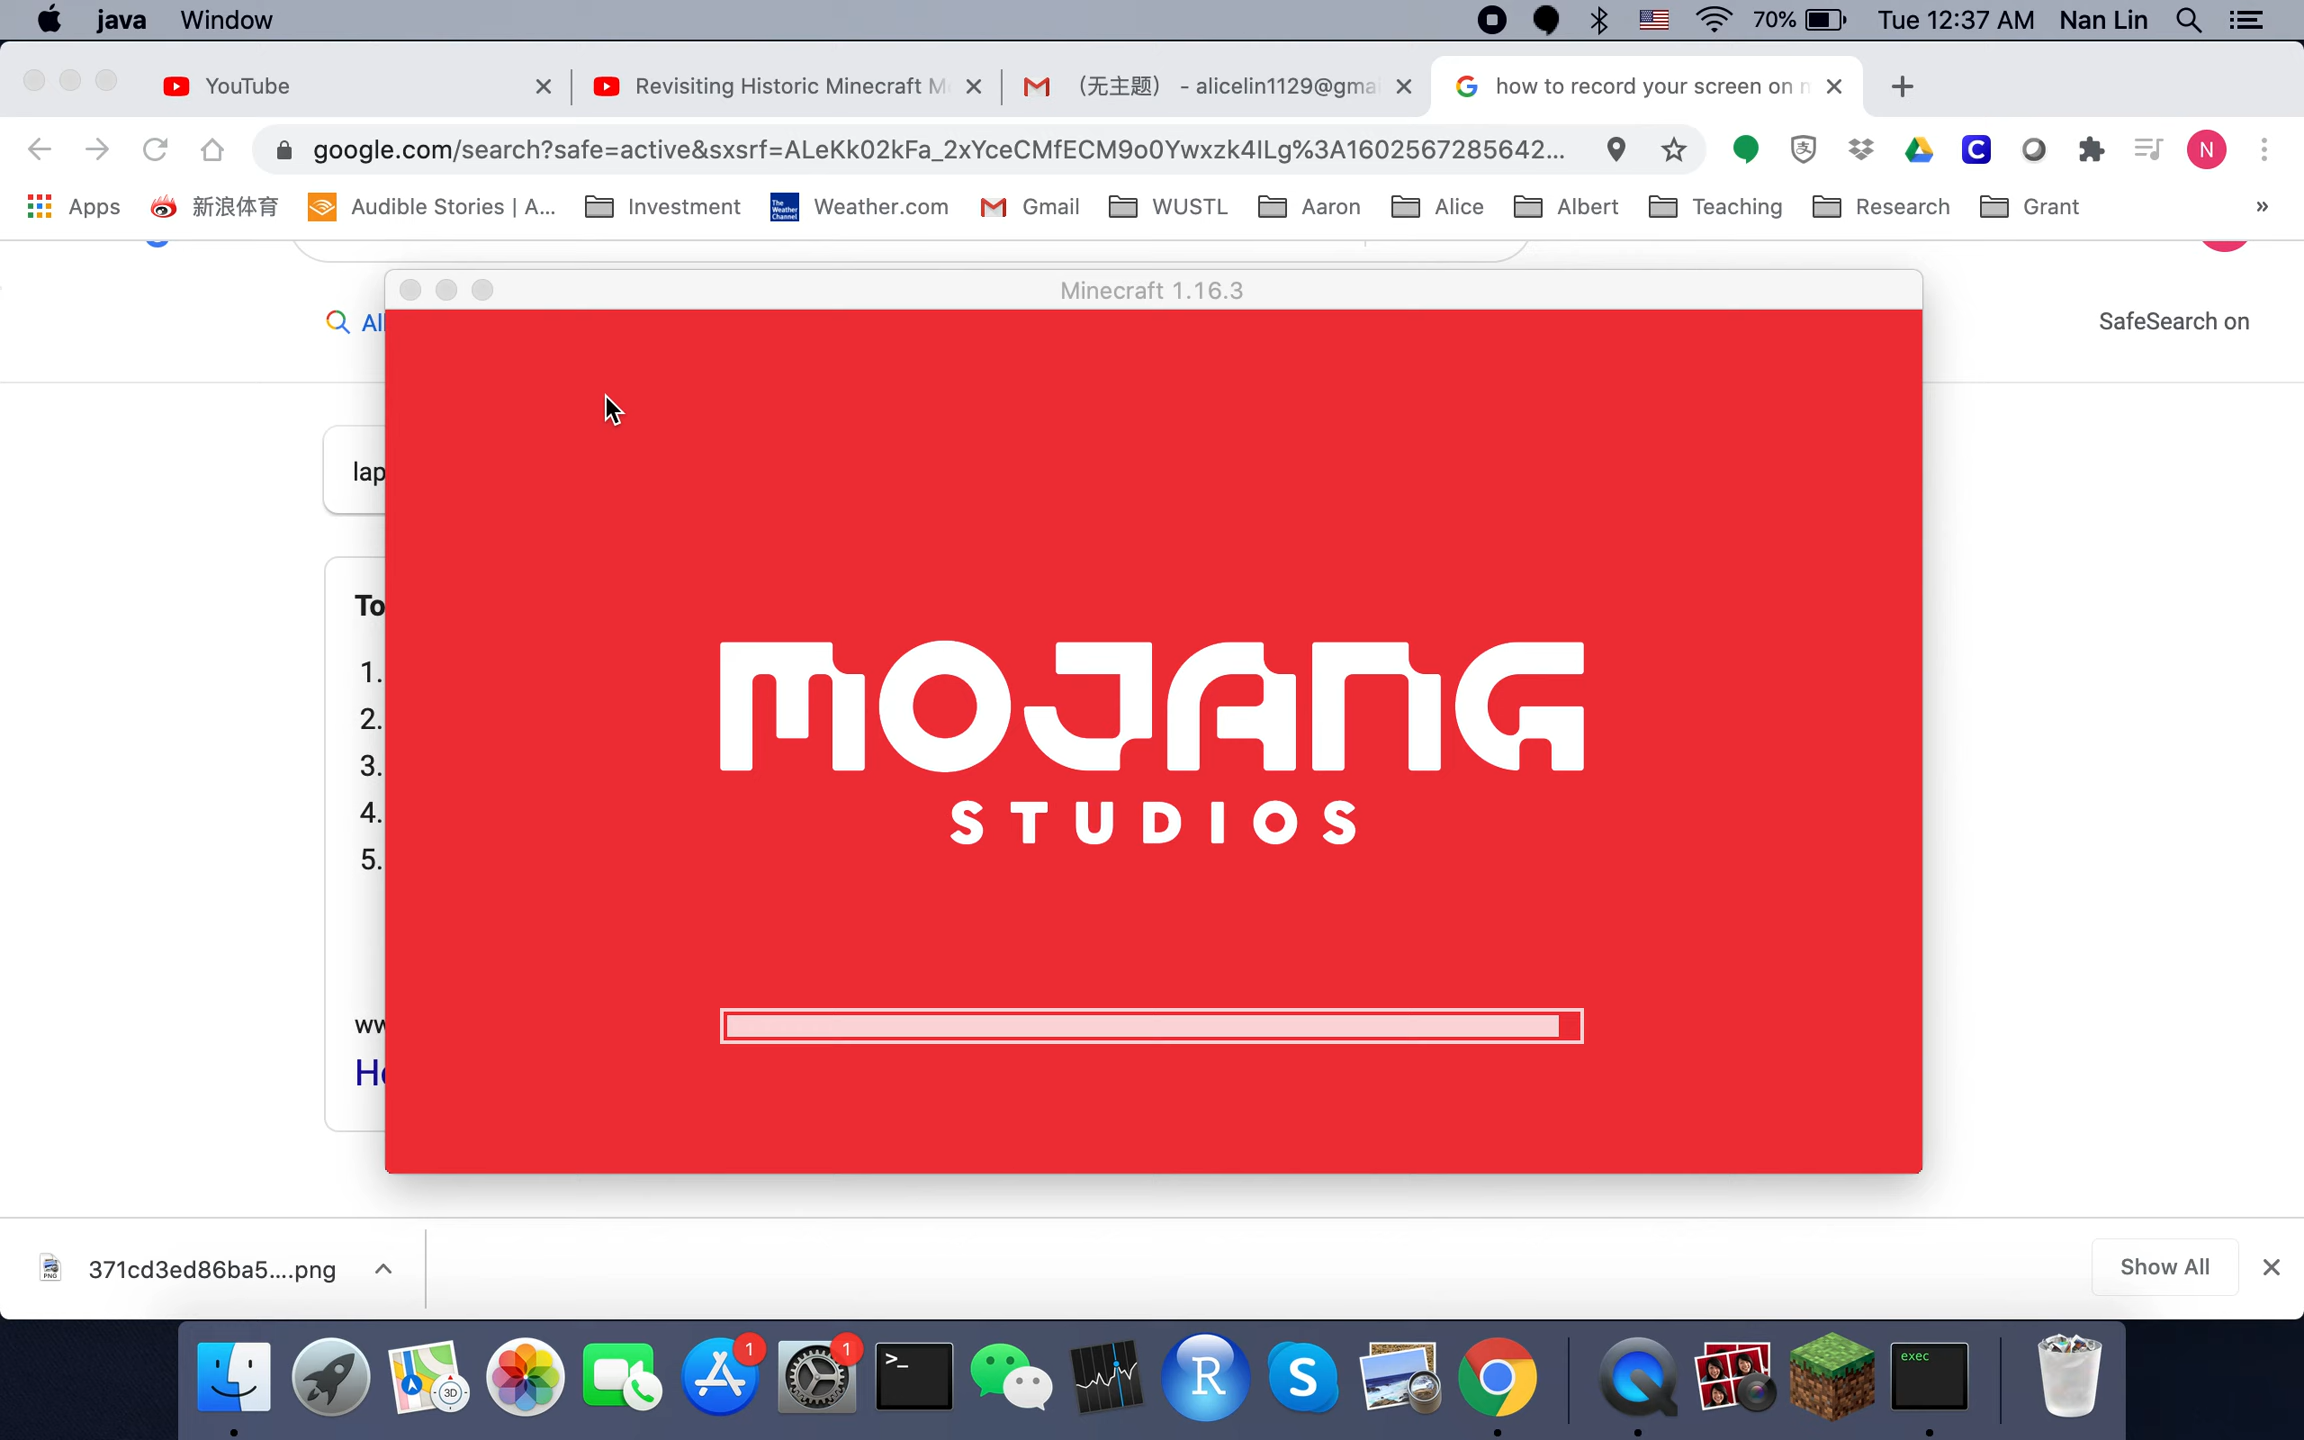 java Window 70% Tue 12:37 AM Nan Lin
YouTube Revisiting Historic Minecraft M (无主题) - alicelin1129@gmai how to record your screen on m
google.com/search?safe=active&sxsrf=ALeKk02kFa_2xYceCMfECM9o0Ywxzk4ILg%3A1602567285642... N
Apps 新浪体育 Audible Stories | A... Investment Weather.com Gmail WUSTL Aaron Alice Albert Teaching Research Grant »
Minecraft 1.16.3
All SafeSearch on
lap
To
1.
2.
3.
4.
5.
MOJANG
STUDIOS
ww
Ho
371cd3ed86ba5....png Show All
1 1
3D >_ R S exec